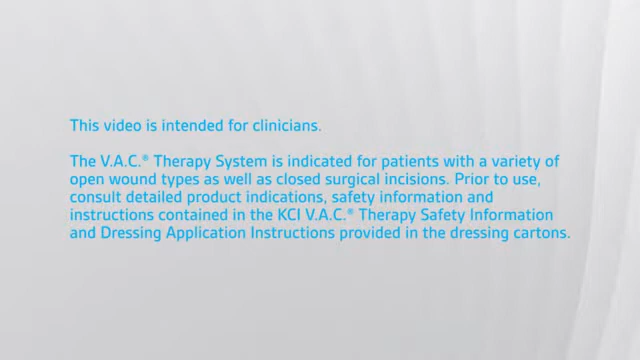 This video is intended for clinicians.
The V.A.C.® Therapy System is indicated for patients with a variety of
open wound types as well as closed surgical incisions. Prior to use,
consult detailed product indications, safety information and
instructions contained in the KCI V.A.C.® Therapy Safety Information
and Dressing Application Instructions provided in the dressing cartons.